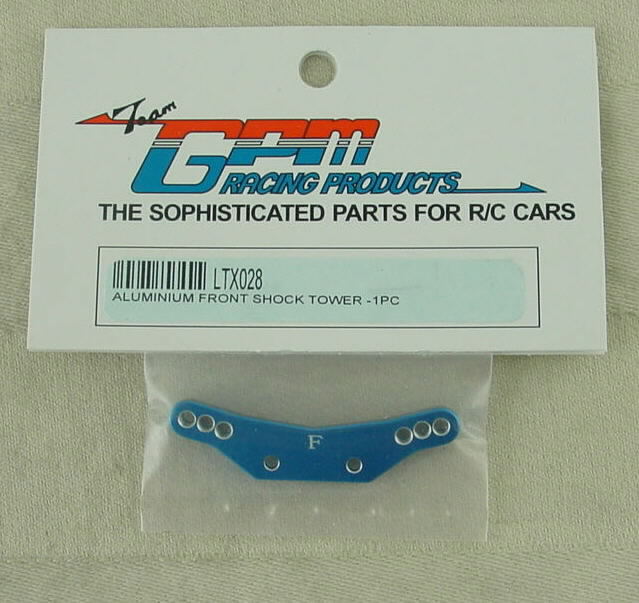 Team
GPM
RACING PRODUCTS
THE SOPHISTICATED PARTS FOR R/C CARS
LTX028
ALUMINIUM FRONT SHOCK TOWER -1PC
F